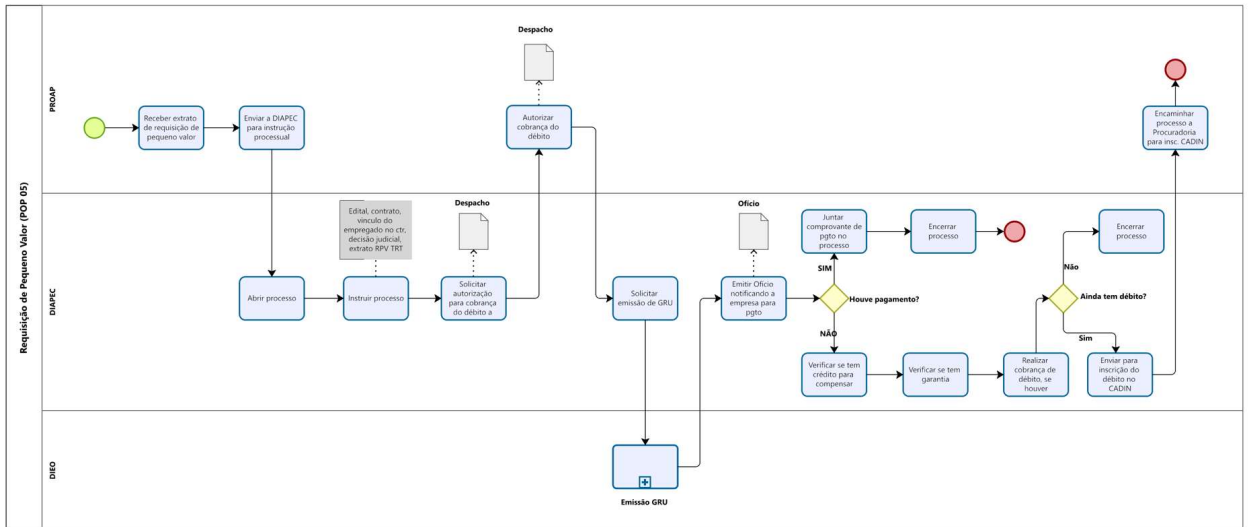 Requisição de Pequeno Valor (POP 05)
PROAP
Receber extrato
de requisição de
pequeno valor
Enviar a DIAPEC
para instrução
processual
Despacho
Autorizar
cobrança do
débito
Encaminhar
processo a
Procuradoria
para insc. CADIN
DIAPEC
Abrir processo
Edital, contrato,
vinculo do
empregado no ctr,
decisão judicial,
extrato RPV TRT
Instruir processo
Despacho
Solicitar
autorização
para cobrança
do débito a
Solicitar
emissão de GRU
Ofício
Emitir Ofício
notificando a
empresa para
pgto
Houve pagamento?
SIM
Juntar
comprovante de
pgto no
processo
Encerrar
processo
NÃO
Verificar se tem
crédito para
compensar
Verificar se tem
garantia
Realizar
cobrança de
débito, se
houver
Ainda tem débito?
Não
Encerrar
processo
Sim
Enviar para
inscrição do
débito no
CADIN
DIEO
Emissão GRU